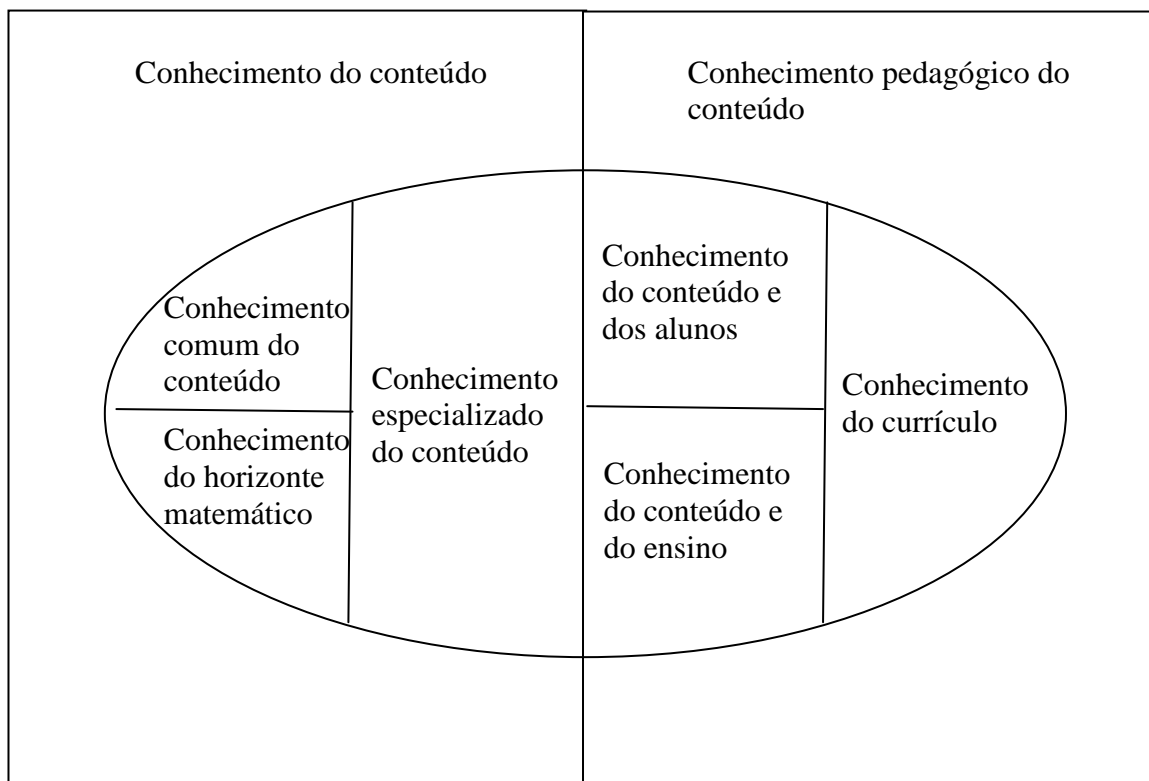 Conhecimento do conteúdo
Conhecimento pedagógico do
conteúdo
Conhecimento
comum do
conteúdo
Conhecimento
do horizonte
matemático
Conhecimento
especializado
do conteúdo
Conhecimento
do conteúdo e
dos alunos
Conhecimento
do conteúdo e
do ensino
Conhecimento
do currículo